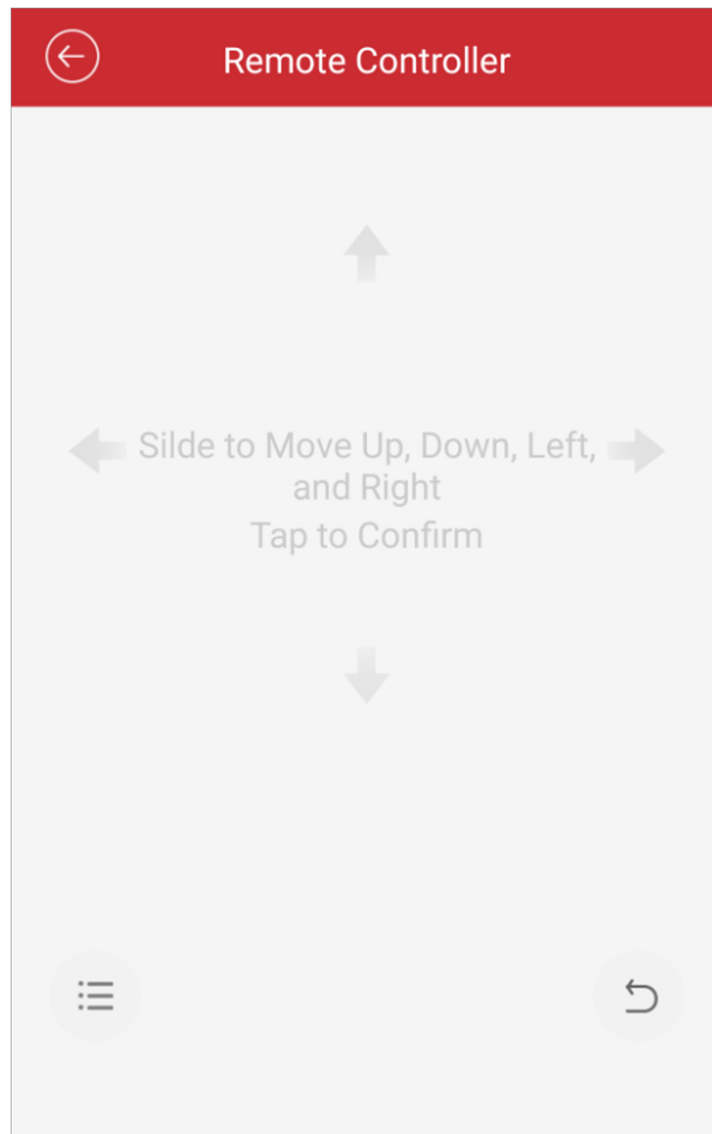 Remote Controller
Silde to Move Up, Down, Left,
and Right
Tap to Confirm